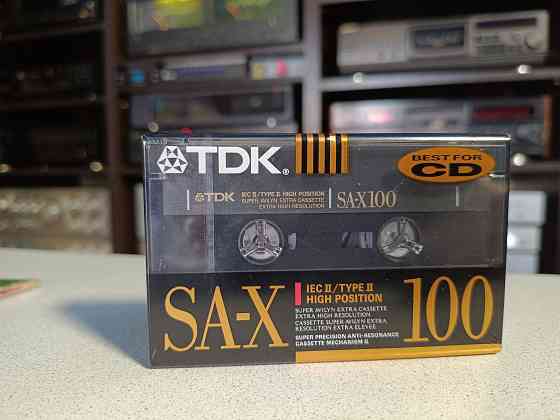 TDK®
BEST FOR
CD
TDK
IEC II/TYPE II HIGH POSITION
SUPER AVILYN EXTRA CASSETTE
EXTRA HIGH RESOLUTION
SA-X100
SA-X
IEC II/TYPE II
HIGH POSITION
SUPER AVILYN EXTRA CASSETTE
EXTRA HIGH RESOLUTION
CASSETTE SUPER AVILYN EXTRA,
RESOLUTION EXTRA ELEVEE
SUPER PRECISION ANTI-RESONANCE
CASSETTE MECHANISM II
100